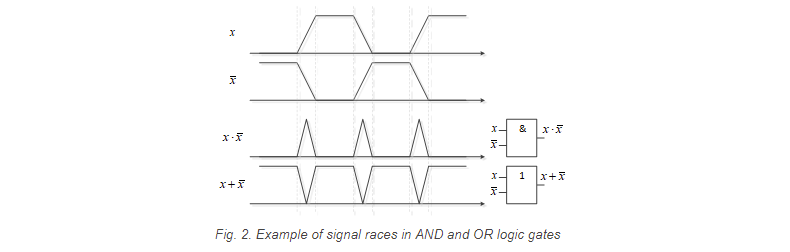 x
x̅
x · x̅
x + x̅
x
x̅
&
x · x̅
x
x̅
1
x + x̅
Fig. 2. Example of signal races in AND and OR logic gates